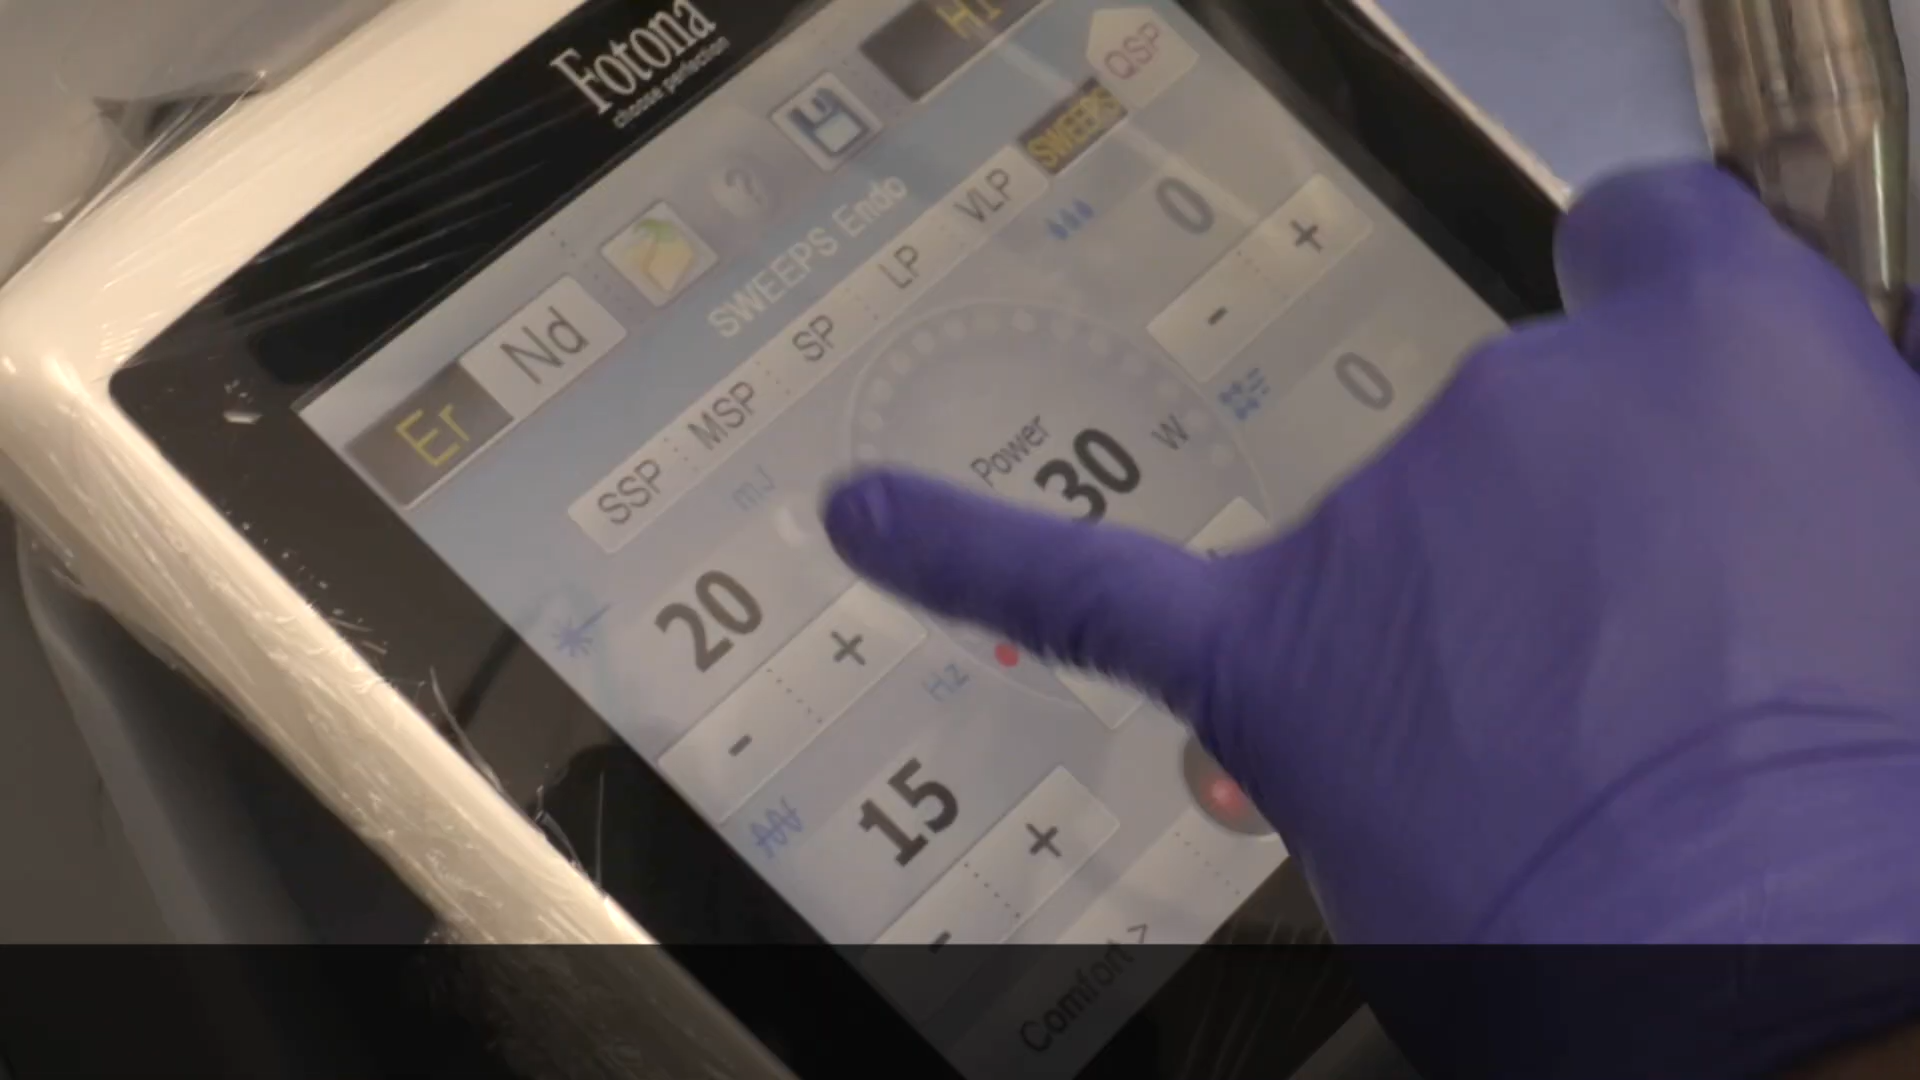 Fotona
choose perfection
HI
Er
Nd
?
SWEEPS Endo
SSP
MSP
SP
LP
VLP
SWEEPS
QSP
mJ
20
- +
Hz
15
- +
Power
30
W
0
- +
0
Comfort >